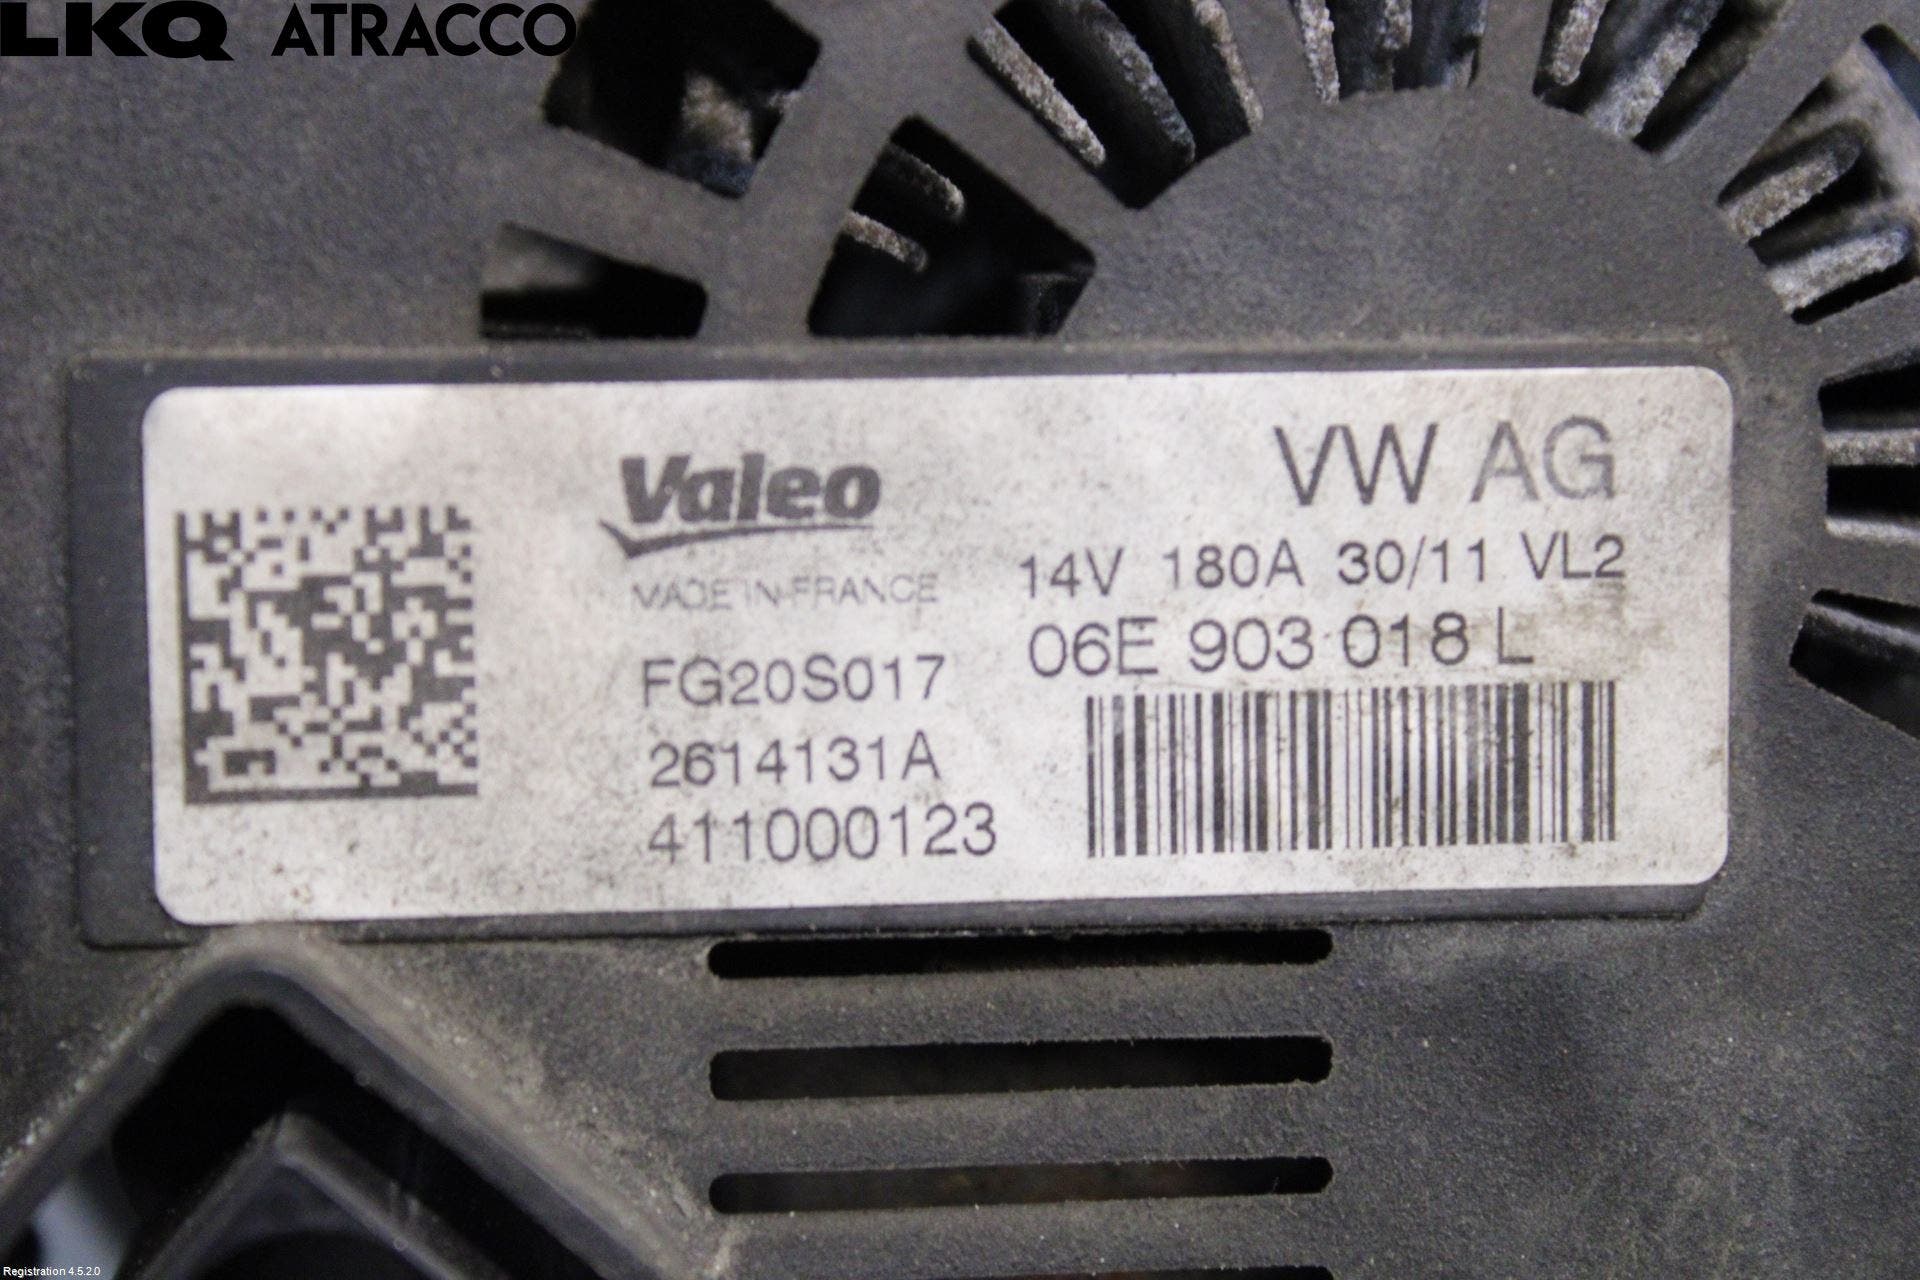 LKQ ATRACCO
Valeo
MADE IN FRANCE
VW AG
14V 180A 30/11 VL2
06E 903 018 L
FG20S017
2614131A
411000123
Registration 4.5.2.0